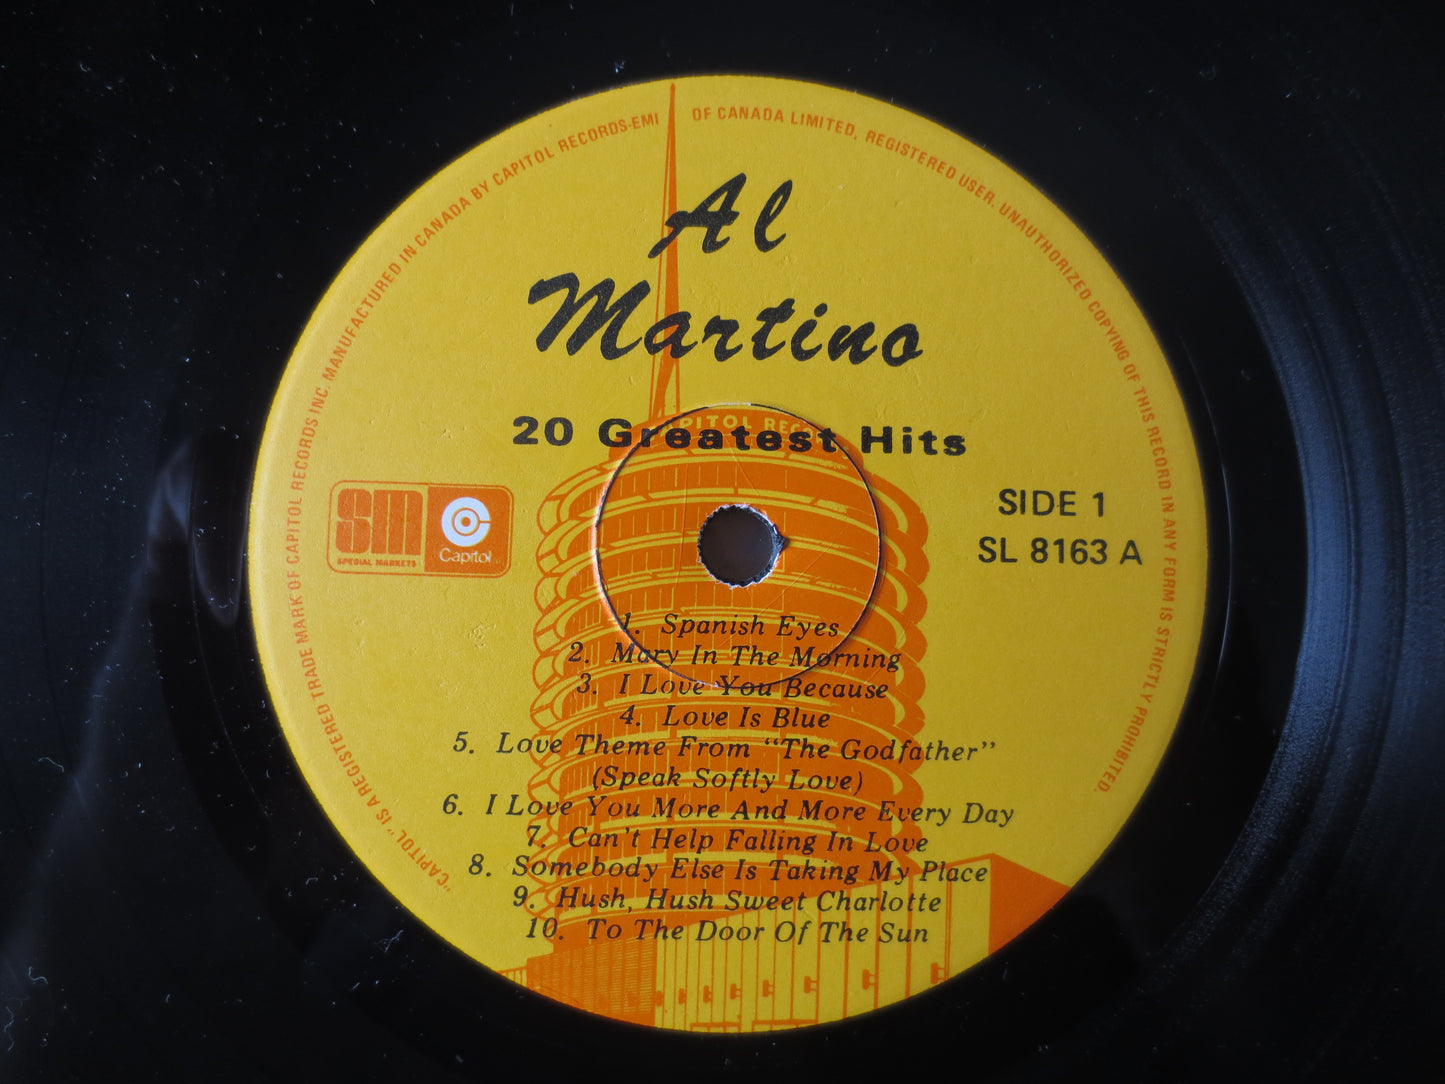 "CAPITOL" IS A REGISTERED TRADE MARK OF CAPITOL RECORDS INC. MANUFACTURED IN CANADA BY CAPITOL RECORDS-EMI OF CANADA LIMITED, REGISTERED USER. UNAUTHORIZED COPYING OF THIS RECORD IN ANY FORM IS STRICTLY PROHIBITED.
Al
Martino
CAPITOL RECO
20 Greatest Hits
SM
SPECIAL MARKETS
Capitol
SIDE 1
SL 8163 A
1. Spanish Eyes
2. Mary In The Morning
3. I Love You Because
4. Love Is Blue
5. Love Theme From "The Godfather"
(Speak Softly Love)
6. I Love You More And More Every Day
7. Can't Help Falling In Love
8. Somebody Else Is Taking My Place
9. Hush, Hush Sweet Charlotte
10. To The Door Of The Sun